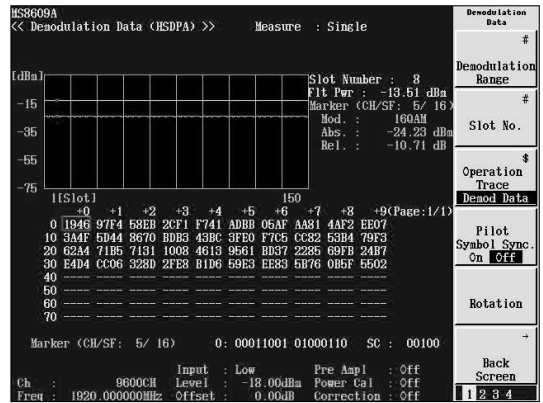 MS8609A
<< Demodulation Data (HSDPA) >> Measure : Single
[dBm]
Slot Number : 8
Flt Pwr : -13.51 dBm
Marker (CH/SF: 5/ 16)
Mod. : 16QAM
Abs. : -24.23 dBm
Rel. : -10.71 dB
-15
-35
-55
-75
1[Slot] 150
+0 +1 +2 +3 +4 +5 +6 +7 +8 +9(Page:1/1)
0 1946 97F4 58EB 2CF1 F741 ADBB 05AF AA81 4AF2 EE07
10 3A4F 5D44 8670 BDB3 43BC 3FE0 F7C5 CC82 53B4 79F3
20 62A4 71B5 7131 1008 4613 9561 BD37 2285 69FB 24B7
30 E4D4 CC06 328D 2FE8 B1D6 59E3 EE83 5B76 0B5F 5502
40 ---- ---- ---- ---- ---- ---- ---- ---- ---- ----
50 ---- ---- ---- ---- ---- ---- ---- ---- ---- ----
60 ---- ---- ---- ---- ---- ---- ---- ---- ---- ----
70 ---- ---- ---- ---- ---- ---- ---- ---- ---- ----
Marker (CH/SF: 5/ 16) 0: 00011001 01000110 SC : 00100
Input : Low Pre Ampl : Off
Ch : 9600CH Level : -18.00dBm Power Cal : Off
Freq : 1920.000000MHz Offset : 0.00dB Correction : Off
Demodulation
Data
#
Demodulation
Range
#
Slot No.
$
Operation
Trace
Demod Data
Pilot
Symbol Sync.
On Off
Rotation
→
Back
Screen
1 2 3 4